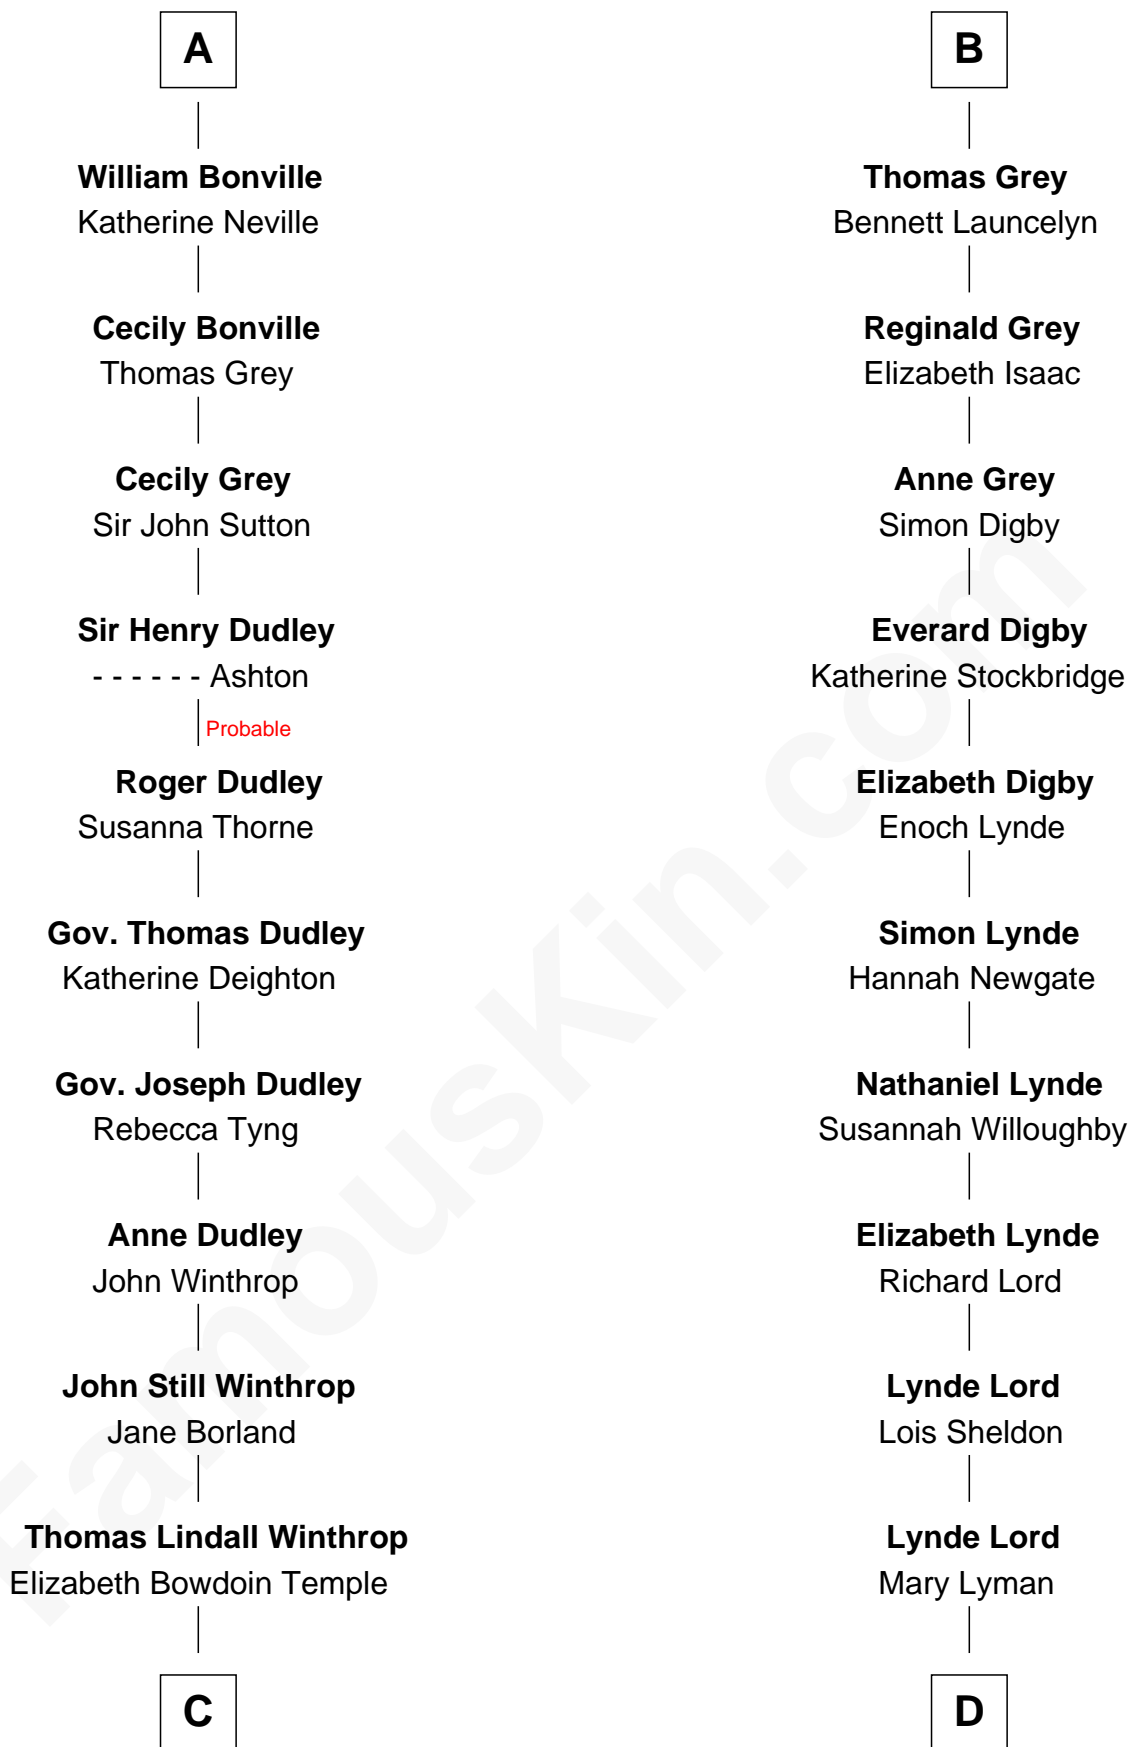 A
William Bonville
Katherine Neville
Cecily Bonville
Thomas Grey
Cecily Grey
Sir John Sutton
Sir Henry Dudley
- - - - - - Ashton
Probable
Roger Dudley
Susanna Thorne
Gov. Thomas Dudley
Katherine Deighton
Gov. Joseph Dudley
Rebecca Tyng
Anne Dudley
John Winthrop
John Still Winthrop
Jane Borland
Thomas Lindall Winthrop
Elizabeth Bowdoin Temple
C
B
Thomas Grey
Bennett Launcelyn
Reginald Grey
Elizabeth Isaac
Anne Grey
Simon Digby
Everard Digby
Katherine Stockbridge
Elizabeth Digby
Enoch Lynde
Simon Lynde
Hannah Newgate
Nathaniel Lynde
Susannah Willoughby
Elizabeth Lynde
Richard Lord
Lynde Lord
Lois Sheldon
Lynde Lord
Mary Lyman
D
FamousKin.com